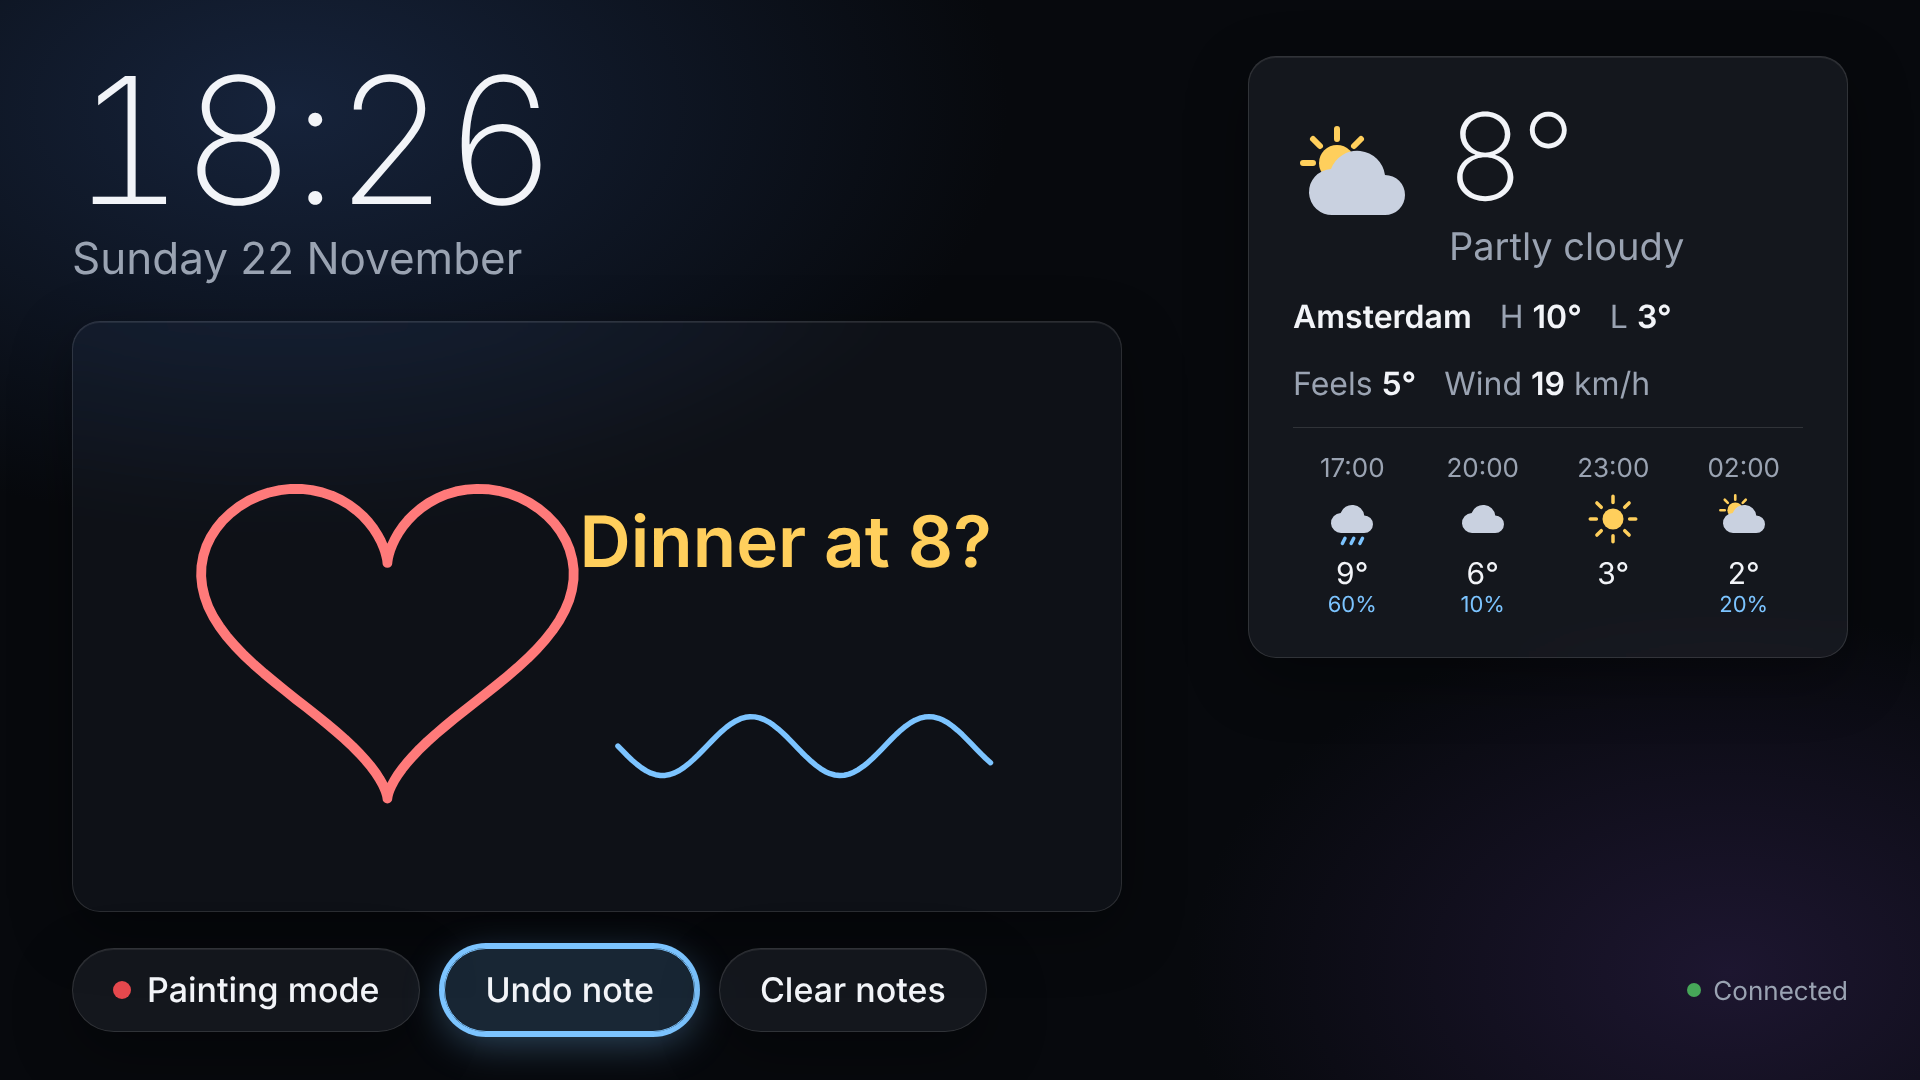 18:26
Sunday 22 November
8°
Partly cloudy
Amsterdam H 10° L 3°
Feels 5° Wind 19 km/h
17:00 20:00 23:00 02:00
9° 6° 3° 2°
60% 10% 20%
Dinner at 8?
Painting mode
Undo note
Clear notes
Connected